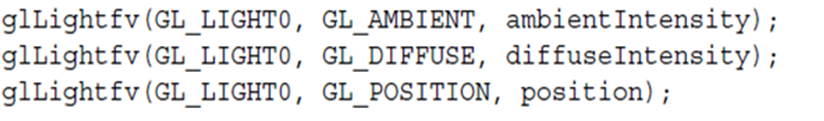 glLightfv(GL_LIGHT0, GL_AMBIENT, ambientIntensity);
glLightfv(GL_LIGHT0, GL_DIFFUSE, diffuseIntensity);
glLightfv(GL_LIGHT0, GL_POSITION, position);